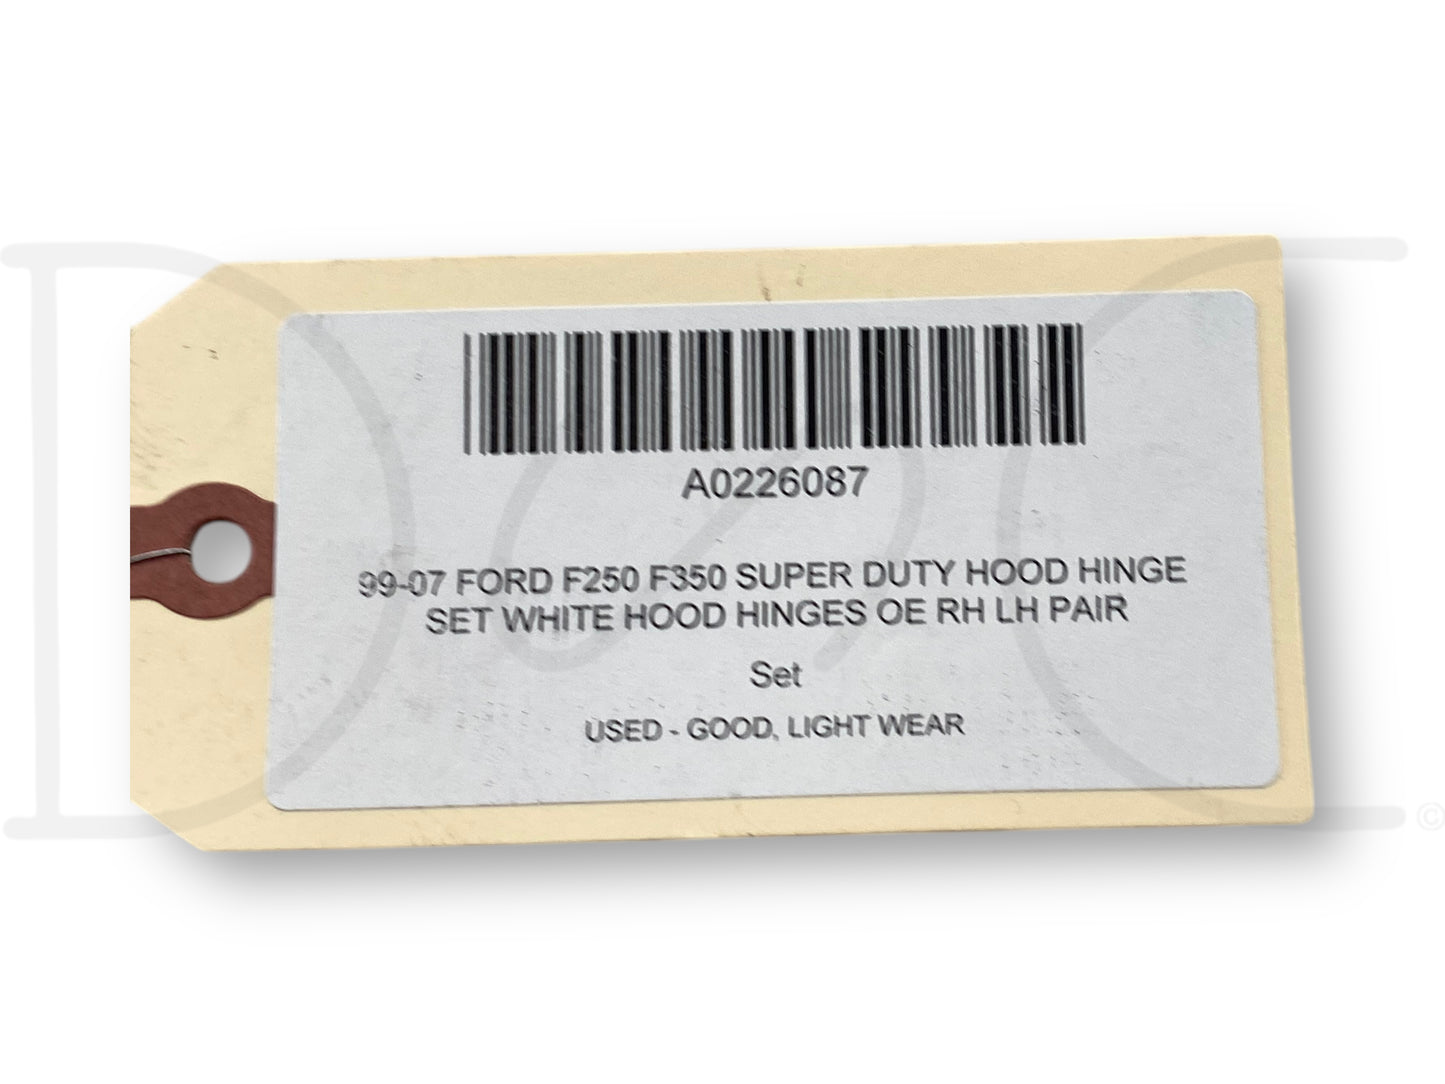 A0226087
99-07 FORD F250 F350 SUPER DUTY HOOD HINGE
SET WHITE HOOD HINGES OE RH LH PAIR
Set
USED - GOOD, LIGHT WEAR